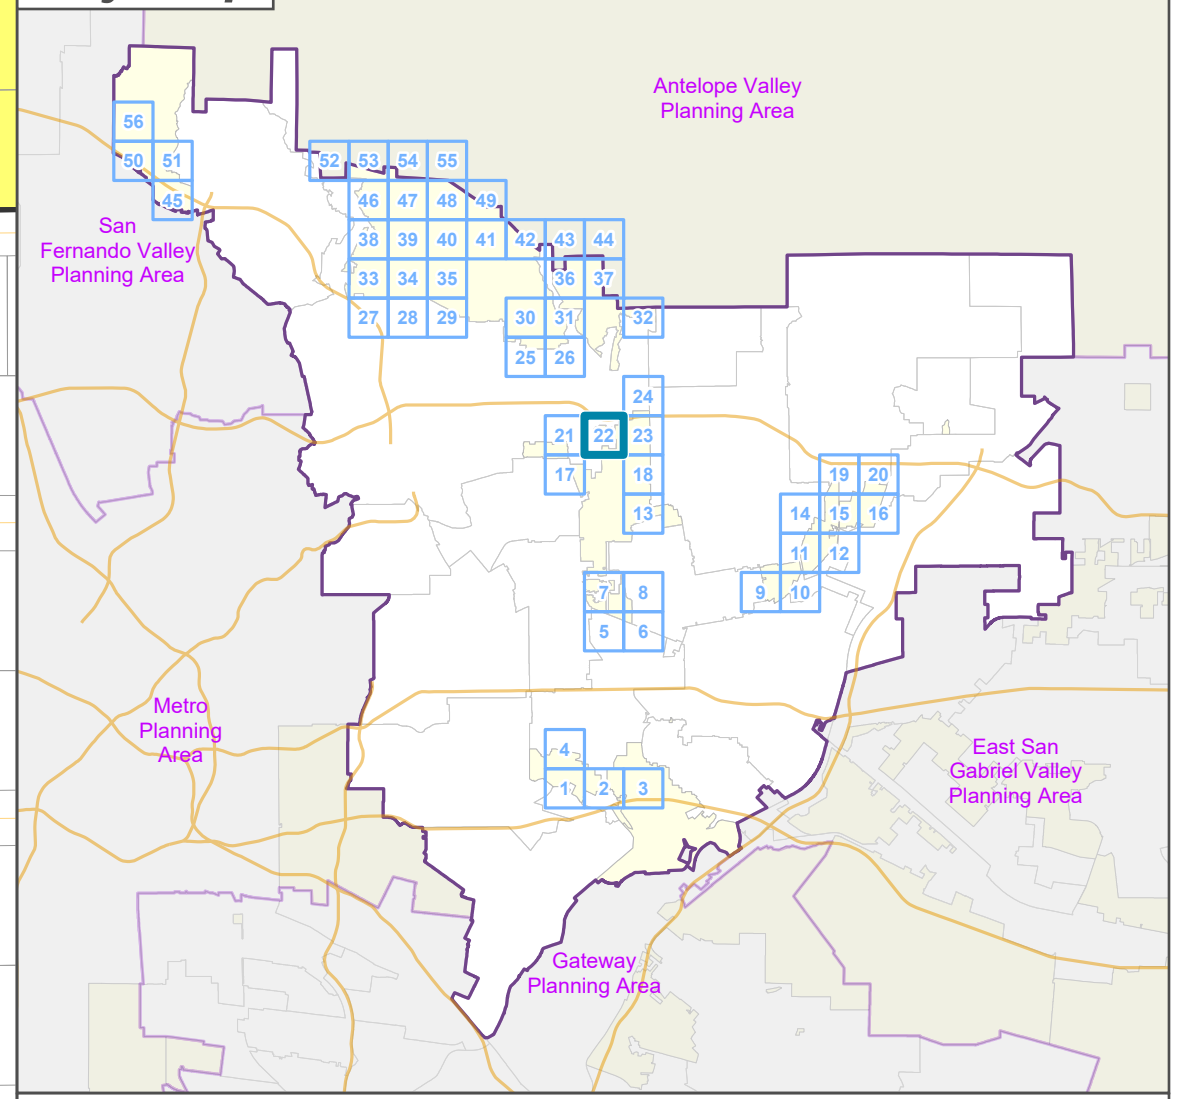 Antelope Valley
Planning Area
56
50 51
45
52 53 54 55
46 47 48 49
San
Fernando Valley
Planning Area
38 39 40 41 42 43 44
33 34 35 36 37
27 28 29 30 31 32
25 26
24
21 22 23
17 18 19 20
13 14 15 16
11 12
7 8 9 10
5 6
Metro
Planning
Area
4
East San
Gabriel Valley
Planning Area
1 2 3
Gateway
Planning Area